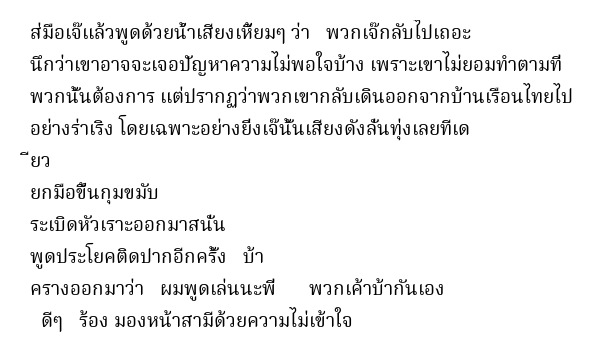 ส่มือเจ๊แล้วพูดด้วยน้ำเสียงเหี้ยมๆ ว่า   พวกเจ๊กลับไปเถอะ
นึกว่าเขาอาจจะเจอปัญหาความไม่พอใจบ้าง เพราะเขาไม่ยอมทำตามที่
พวกนั้นต้องการ แต่ปรากฏว่าพวกเขากลับเดินออกจากบ้านเรือนไทยไป
อย่างร่าเริง โดยเฉพาะอย่างยิ่งเจ๊นั้นเสียงดังลั่นทุ่งเลยทีเด
ียว
ยกมือขึ้นกุมขมับ
ระเบิดหัวเราะออกมาสนั่น
พูดประโยคติดปากอีกครั้ง   บ้า
ครางออกมาว่า   ผมพูดเล่นนะพี่      พวกเค้าบ้ากันเอง
ดีๆ   ร้อง มองหน้าสามีด้วยความไม่เข้าใจ